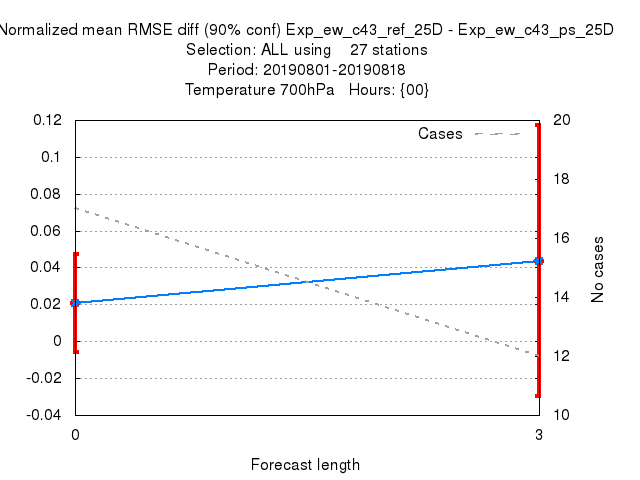 Normalized mean RMSE diff (90% conf) Exp_ew_c43_ref_25D - Exp_ew_c43_ps_25D
Selection: ALL using 27 stations
Period: 20190801-20190818
Temperature 700hPa Hours: {00}
Cases
0.12
0.1
0.08
0.06
0.04
0.02
0
-0.02
-0.04
20
18
16
14
12
10
No cases
0
3
Forecast length